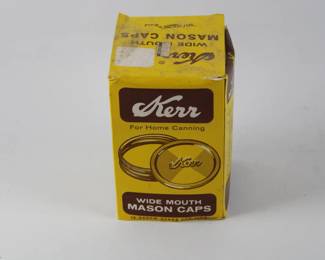 WIDE MOUTH
MASON CAPS
Kerr
Kerr
For Home Canning
Kerr
WIDE MOUTH
MASON CAPS